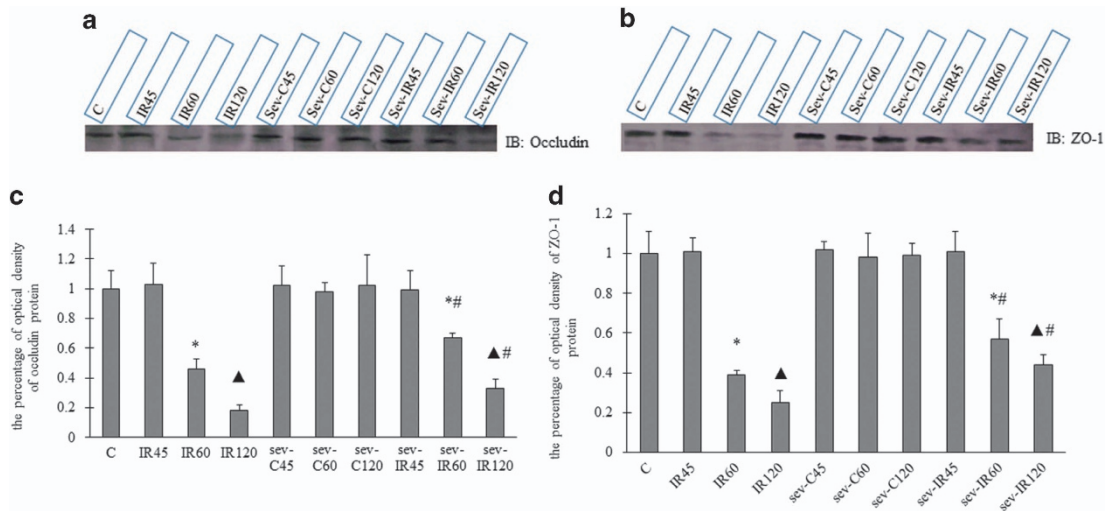 a
C
IR45
IR60
IR120
Sev-C45
Sev-C60
Sev-C120
Sev-IR45
Sev-IR60
Sev-IR120
IB: Occludin
b
C
IR45
IR60
IR120
Sev-C45
Sev-C60
Sev-C120
Sev-IR45
Sev-IR60
Sev-IR120
IB: ZO-1
c
the percentage of optical density
of occludin protein
1.4
1.2
1
0.8
0.6
0.4
0.2
0
*
▲
*#
▲ #
C
IR45
IR60
IR120
sev-
C45
sev-
C60
sev-
C120
sev-
IR45
sev-
IR60
sev-
IR120
d
the percentage of optical density of ZO-1
protein
1.2
1
0.8
0.6
0.4
0.2
0
*
▲
*#
▲ #
C
IR45
IR60
IR120
sev-C45
sev-C60
sev-C120
sev-IR45
sev-IR60
sev-IR120